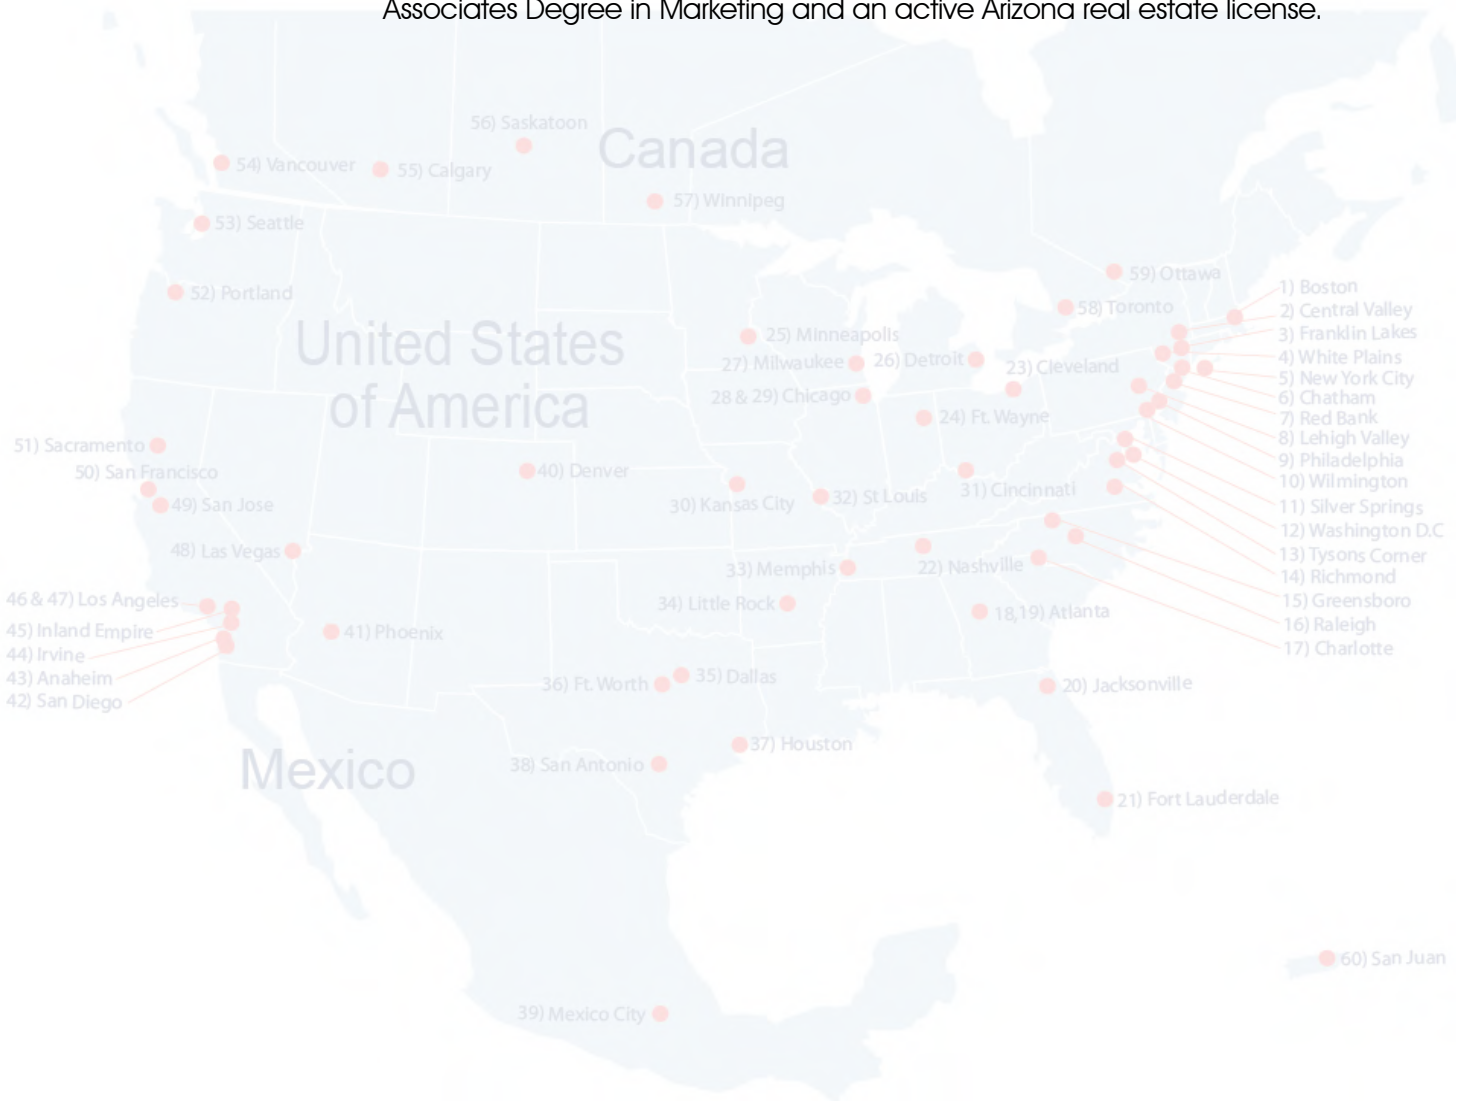 Associates Degree in Marketing and an active Arizona real estate license.
56) Saskatoon
Canada
54) Vancouver
55) Calgary
57) Winnipeg
53) Seattle
59) Ottawa
1) Boston
52) Portland
58) Toronto
2) Central Valley
United States
of America
25) Minneapolis
3) Franklin Lakes
27) Milwaukee
26) Detroit
23) Cleveland
4) White Plains
5) New York City
28 & 29) Chicago
6) Chatham
24) Ft. Wayne
7) Red Bank
51) Sacramento
8) Lehigh Valley
50) San Francisco
40) Denver
9) Philadelphia
10) Wilmington
49) San Jose
30) Kansas City
32) St Louis
31) Cincinnati
11) Silver Springs
12) Washington D.C
48) Las Vegas
13) Tysons Corner
33) Memphis
22) Nashville
14) Richmond
46 & 47) Los Angeles
34) Little Rock
18,19) Atlanta
15) Greensboro
45) Inland Empire
41) Phoenix
16) Raleigh
44) Irvine
17) Charlotte
43) Anaheim
36) Ft. Worth
35) Dallas
20) Jacksonville
42) San Diego
Mexico
37) Houston
38) San Antonio
21) Fort Lauderdale
60) San Juan
39) Mexico City